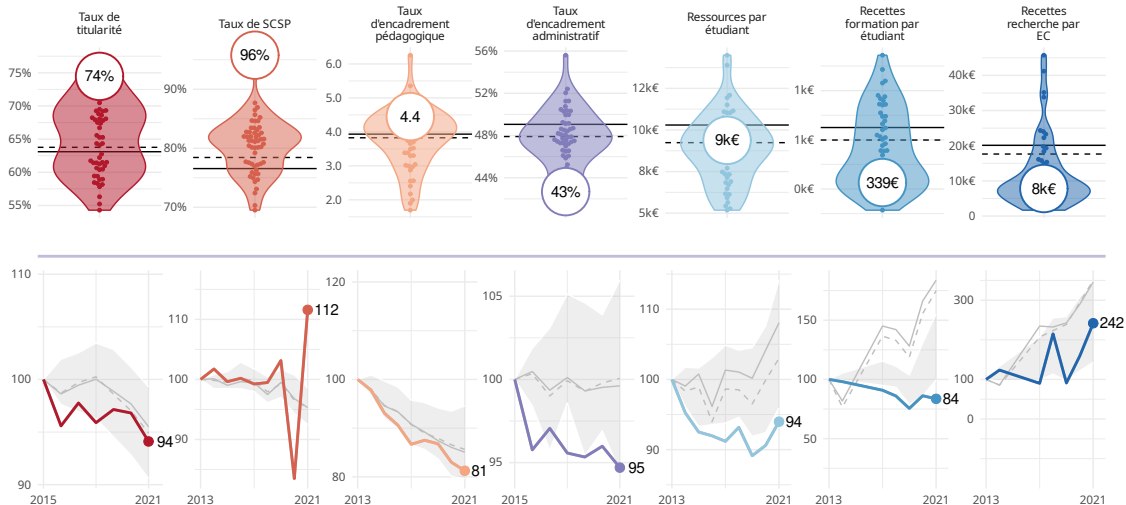 Taux de
titularité
Taux de SCSP
Taux
d'encadrement
pédagogique
Taux
d'encadrement
administratif
Ressources par
étudiant
Recettes
formation par
étudiant
Recettes
recherche par
EC
75%
70%
65%
60%
55%
74%
90%
80%
70%
96%
6.0
5.0
4.0
3.0
2.0
4.4
56%
52%
48%
44%
43%
12k€
10k€
8k€
5k€
9k€
1k€
1k€
0k€
339€
40k€
30k€
20k€
10k€
0
8k€
110
100
90
94
2015
2021
110
100
90
112
2013
2021
120
100
80
81
2013
2021
105
100
95
95
2015
2021
110
100
90
94
2013
2021
150
100
50
84
2013
2021
300
100
0
242
2013
2021